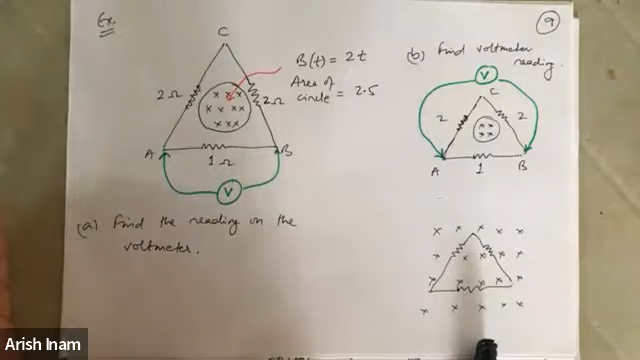 Ex.
9
C
B(t) = 2t
Area of
circle = 2.5
2Ω
2Ω
x x x
x x x x
x x x
A
B
1 Ω
V
(a) Find the reading on the
voltmeter.
(b) Find voltmeter
reading.
V
C
2
2
x x
x x
A
B
1
x x x x x
x x x x x
x x x x x
x x x x x
Arish Inam